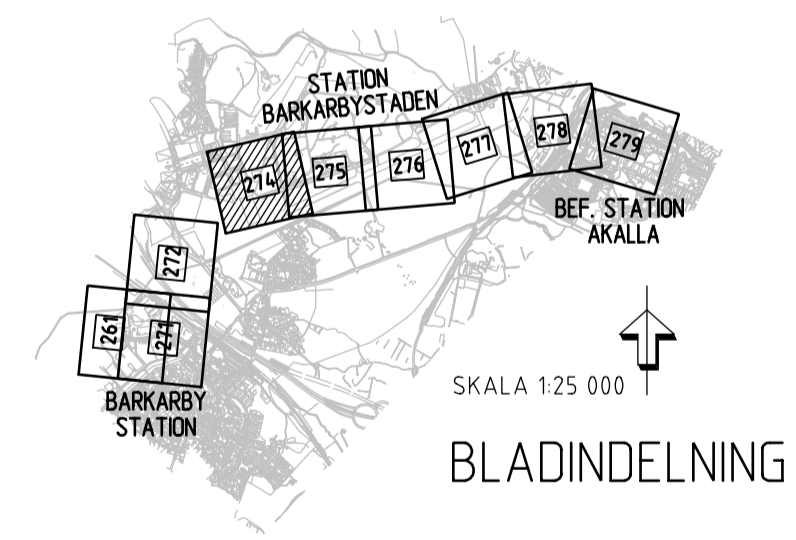 STATION
BARKARBYSTADEN
274
275
276
277
278
279
BEF. STATION
AKALLA
272
261
271
BARKARBY
STATION
SKALA 1:25 000
BLADINDELNING